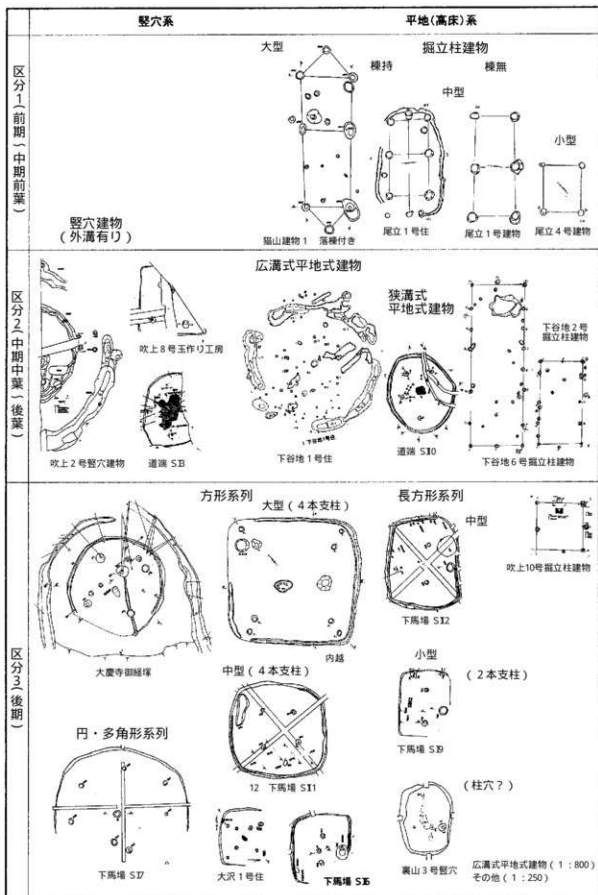 竪穴系
平地(高床)系
区分1(前期~中期前葉)
大型
掘立柱建物
棟持
棟無
中型
小型
竪穴建物
(外溝有り)
猫山建物1 落棟付き
尾立1号住
尾立1号建物
尾立4号建物
区分2(中期中葉~後葉)
広溝式平地式建物
狭溝式
平地式建物
下谷地2号
掘立柱建物
吹上8号玉作り工房
吹上2号竪穴建物
道端 SI3
下谷地1号住
道端 SI10
下谷地6号掘立柱建物
区分3(後期)
方形系列
大型(4本支柱)
長方形系列
中型
吹上10号掘立柱建物
大慶寺御経塚
内越
下馬場 SI12
中型(4本支柱)
小型
(2本支柱)
下馬場 SI9
円・多角形系列
12 下馬場 SI11
(柱穴?)
下馬場 SI7
大沢1号住
下馬場 SI6
裏山3号竪穴
広溝式平地式建物(1:800)
その他(1:250)